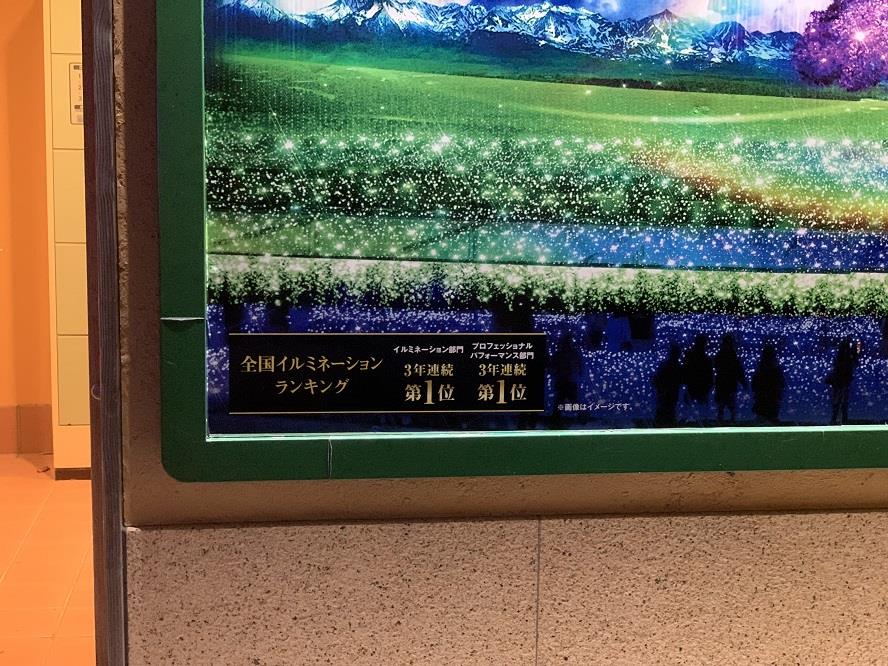 全国イルミネーション
ランキング
イルミネーション部門
3年連続
第1位
プロフェッショナル
パフォーマンス部門
3年連続
第1位
※画像はイメージです。